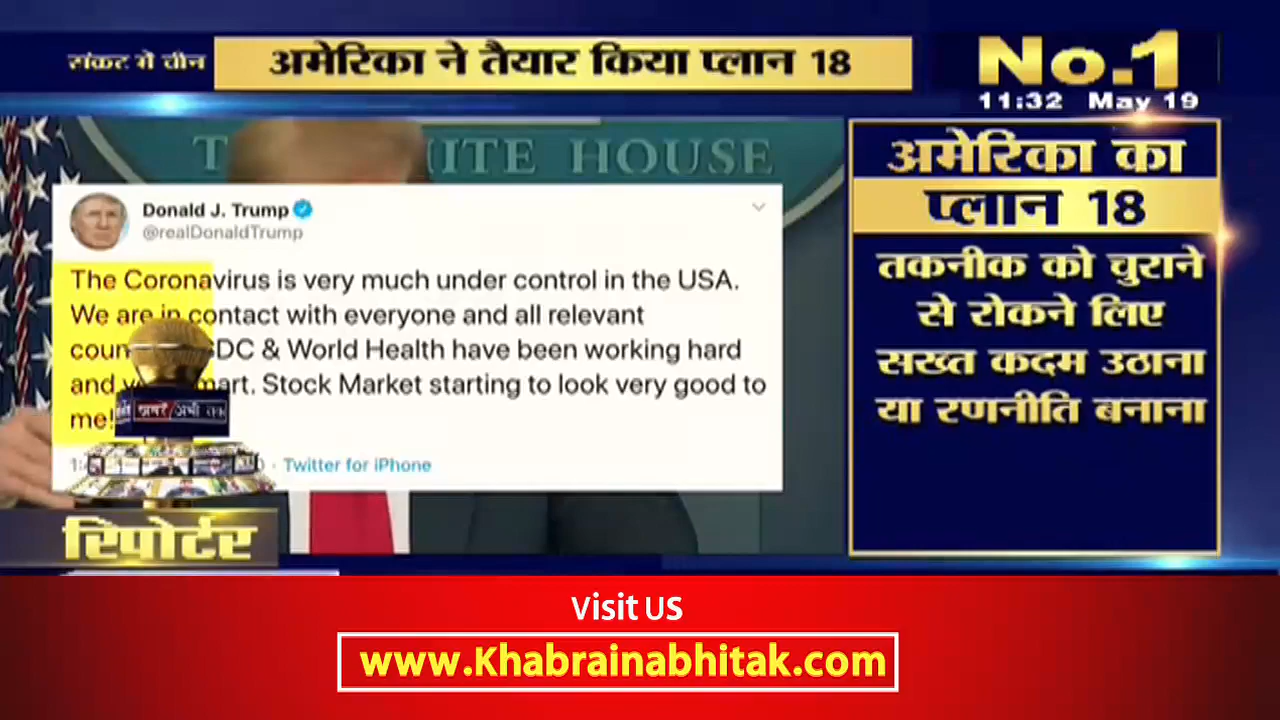 संकट में चीन
अमेरिका ने तैयार किया प्लान 18
No.1
11:32 May 19
THE WHITE HOUSE
Donald J. Trump
@realDonaldTrump
The Coronavirus is very much under control in the USA.
We are in contact with everyone and all relevant
CDC & World Health have been working hard
and smart. Stock Market starting to look very good to
me!
Twitter for iPhone
खबरें अभी तक
रिपोर्टर
अमेरिका का
प्लान 18
तकनीक को चुराने
से रोकने लिए
सख्त कदम उठाना
या रणनीति बनाना
Visit US
www.Khabrainabhitak.com